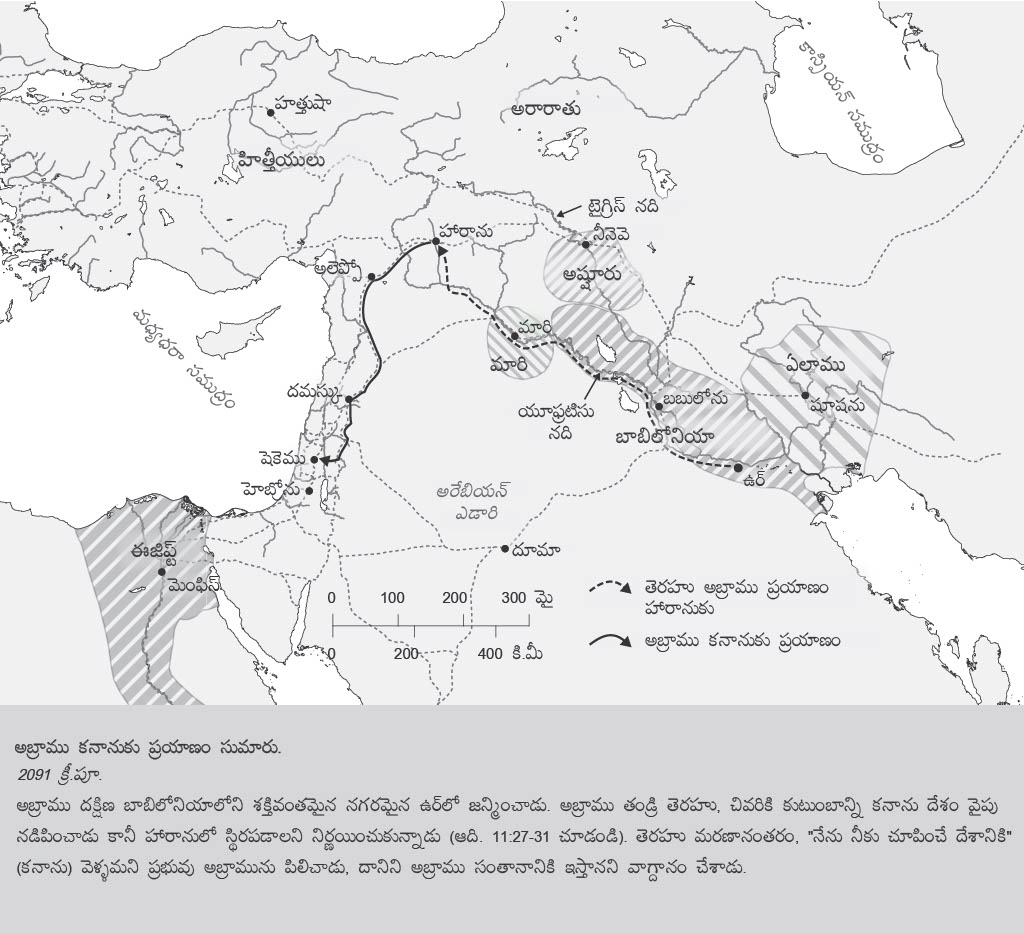 హత్తుషా
హిత్తీయులు
అరారాతు
కాస్పియన్ సముద్రం
టైగ్రిస్ నది
నీనెవె
అష్షూరు
హారాను
అలెప్పో
మధ్యధరా సముద్రం
మారి
మారి
ఏలాము
షూషను
దమస్కు
బబులోను
యూఫ్రటిసు
నది
బాబిలోనియా
షెకెము
ఉర్
హెబ్రోను
అరేబియన్
ఎడారి
ఈజిప్ట్
దూమా
మెంఫిస్
0 100 200 300 మై
0 200 400 కి.మీ
తెరహు అబ్రాము ప్రయాణం
హారానుకు
అబ్రాము కనానుకు ప్రయాణం
అబ్రాము కనానుకు ప్రయాణం సుమారు.
2091 క్రీ.పూ.
అబ్రాము దక్షిణ బాబిలోనియాలోని శక్తివంతమైన నగరమైన ఉర్‌లో జన్మించాడు. అబ్రాము తండ్రి తెరహు, చివరికి కుటుంబాన్ని కనాను దేశం వైపు
నడిపించాడు కానీ హారానులో స్థిరపడాలని నిర్ణయించుకున్నాడు (ఆది. 11:27-31 చూడండి). తెరహు మరణానంతరం, "నేను నీకు చూపించే దేశానికి"
(కనాను) వెళ్ళమని ప్రభువు అబ్రామును పిలిచాడు, దానిని అబ్రాము సంతానానికి ఇస్తానని వాగ్దానం చేశాడు.